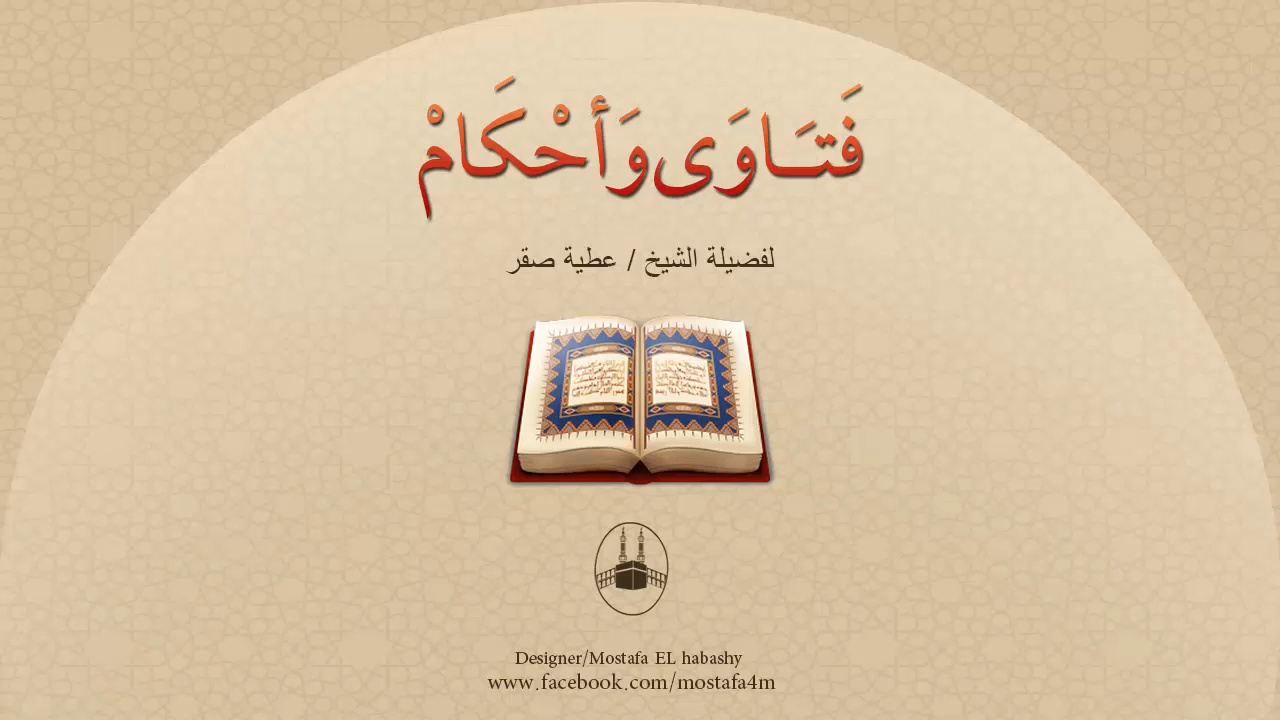 فَتَاوَى وَأَحْكَامْ
لفضيلة الشيخ / عطية صقر
Designer/Mostafa EL habashy
www.facebook.com/mostafa4m